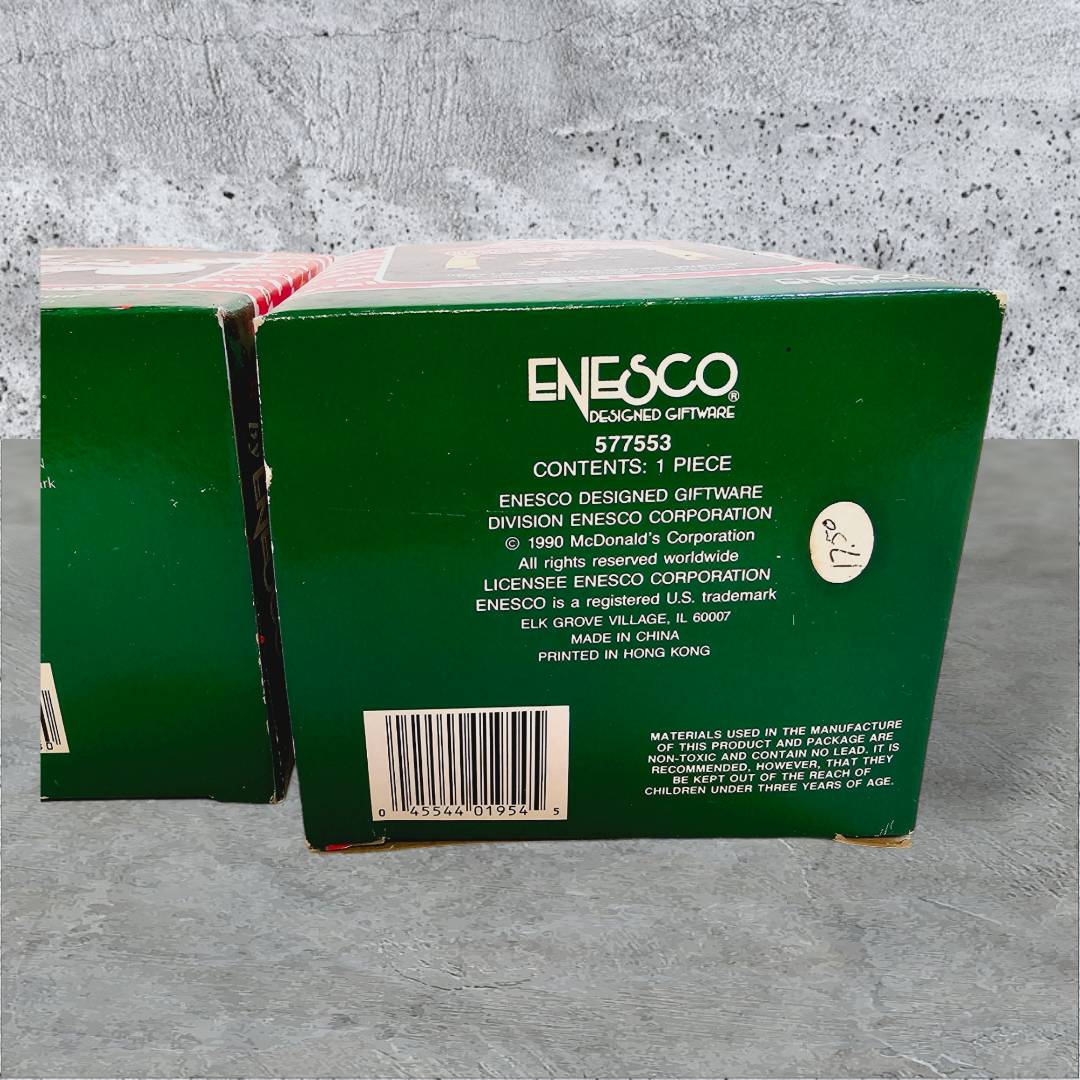 ENESCO®
DESIGNED GIFTWARE
577553
CONTENTS: 1 PIECE
ENESCO DESIGNED GIFTWARE
DIVISION ENESCO CORPORATION
© 1990 McDonald's Corporation
All rights reserved worldwide
LICENSEE ENESCO CORPORATION
ENESCO is a registered U.S. trademark
ELK GROVE VILLAGE, IL 60007
MADE IN CHINA
PRINTED IN HONG KONG
17.50
0 45544 01954 5
MATERIALS USED IN THE MANUFACTURE
OF THIS PRODUCT AND PACKAGE ARE
NON-TOXIC AND CONTAIN NO LEAD. IT IS
RECOMMENDED, HOWEVER, THAT THEY
BE KEPT OUT OF THE REACH OF
CHILDREN UNDER THREE YEARS OF AGE.